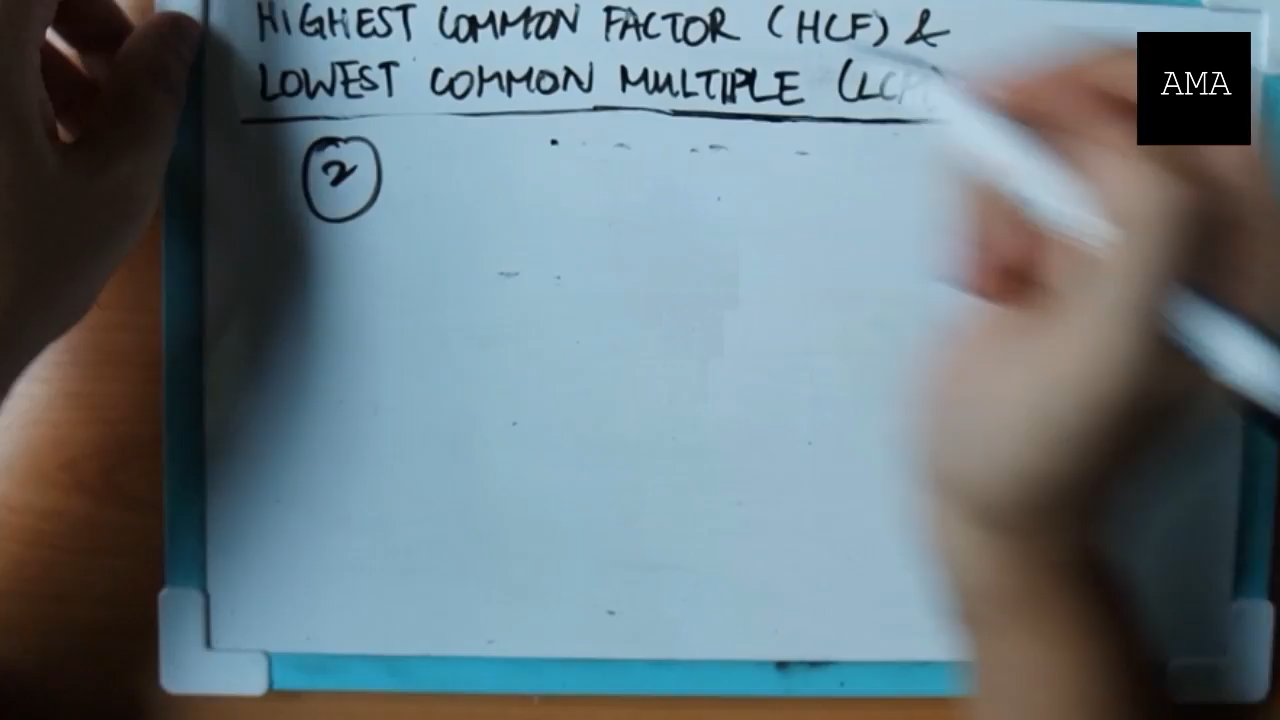 HIGHEST COMMON FACTOR (HCF) &
LOWEST COMMON MULTIPLE
2
AMA